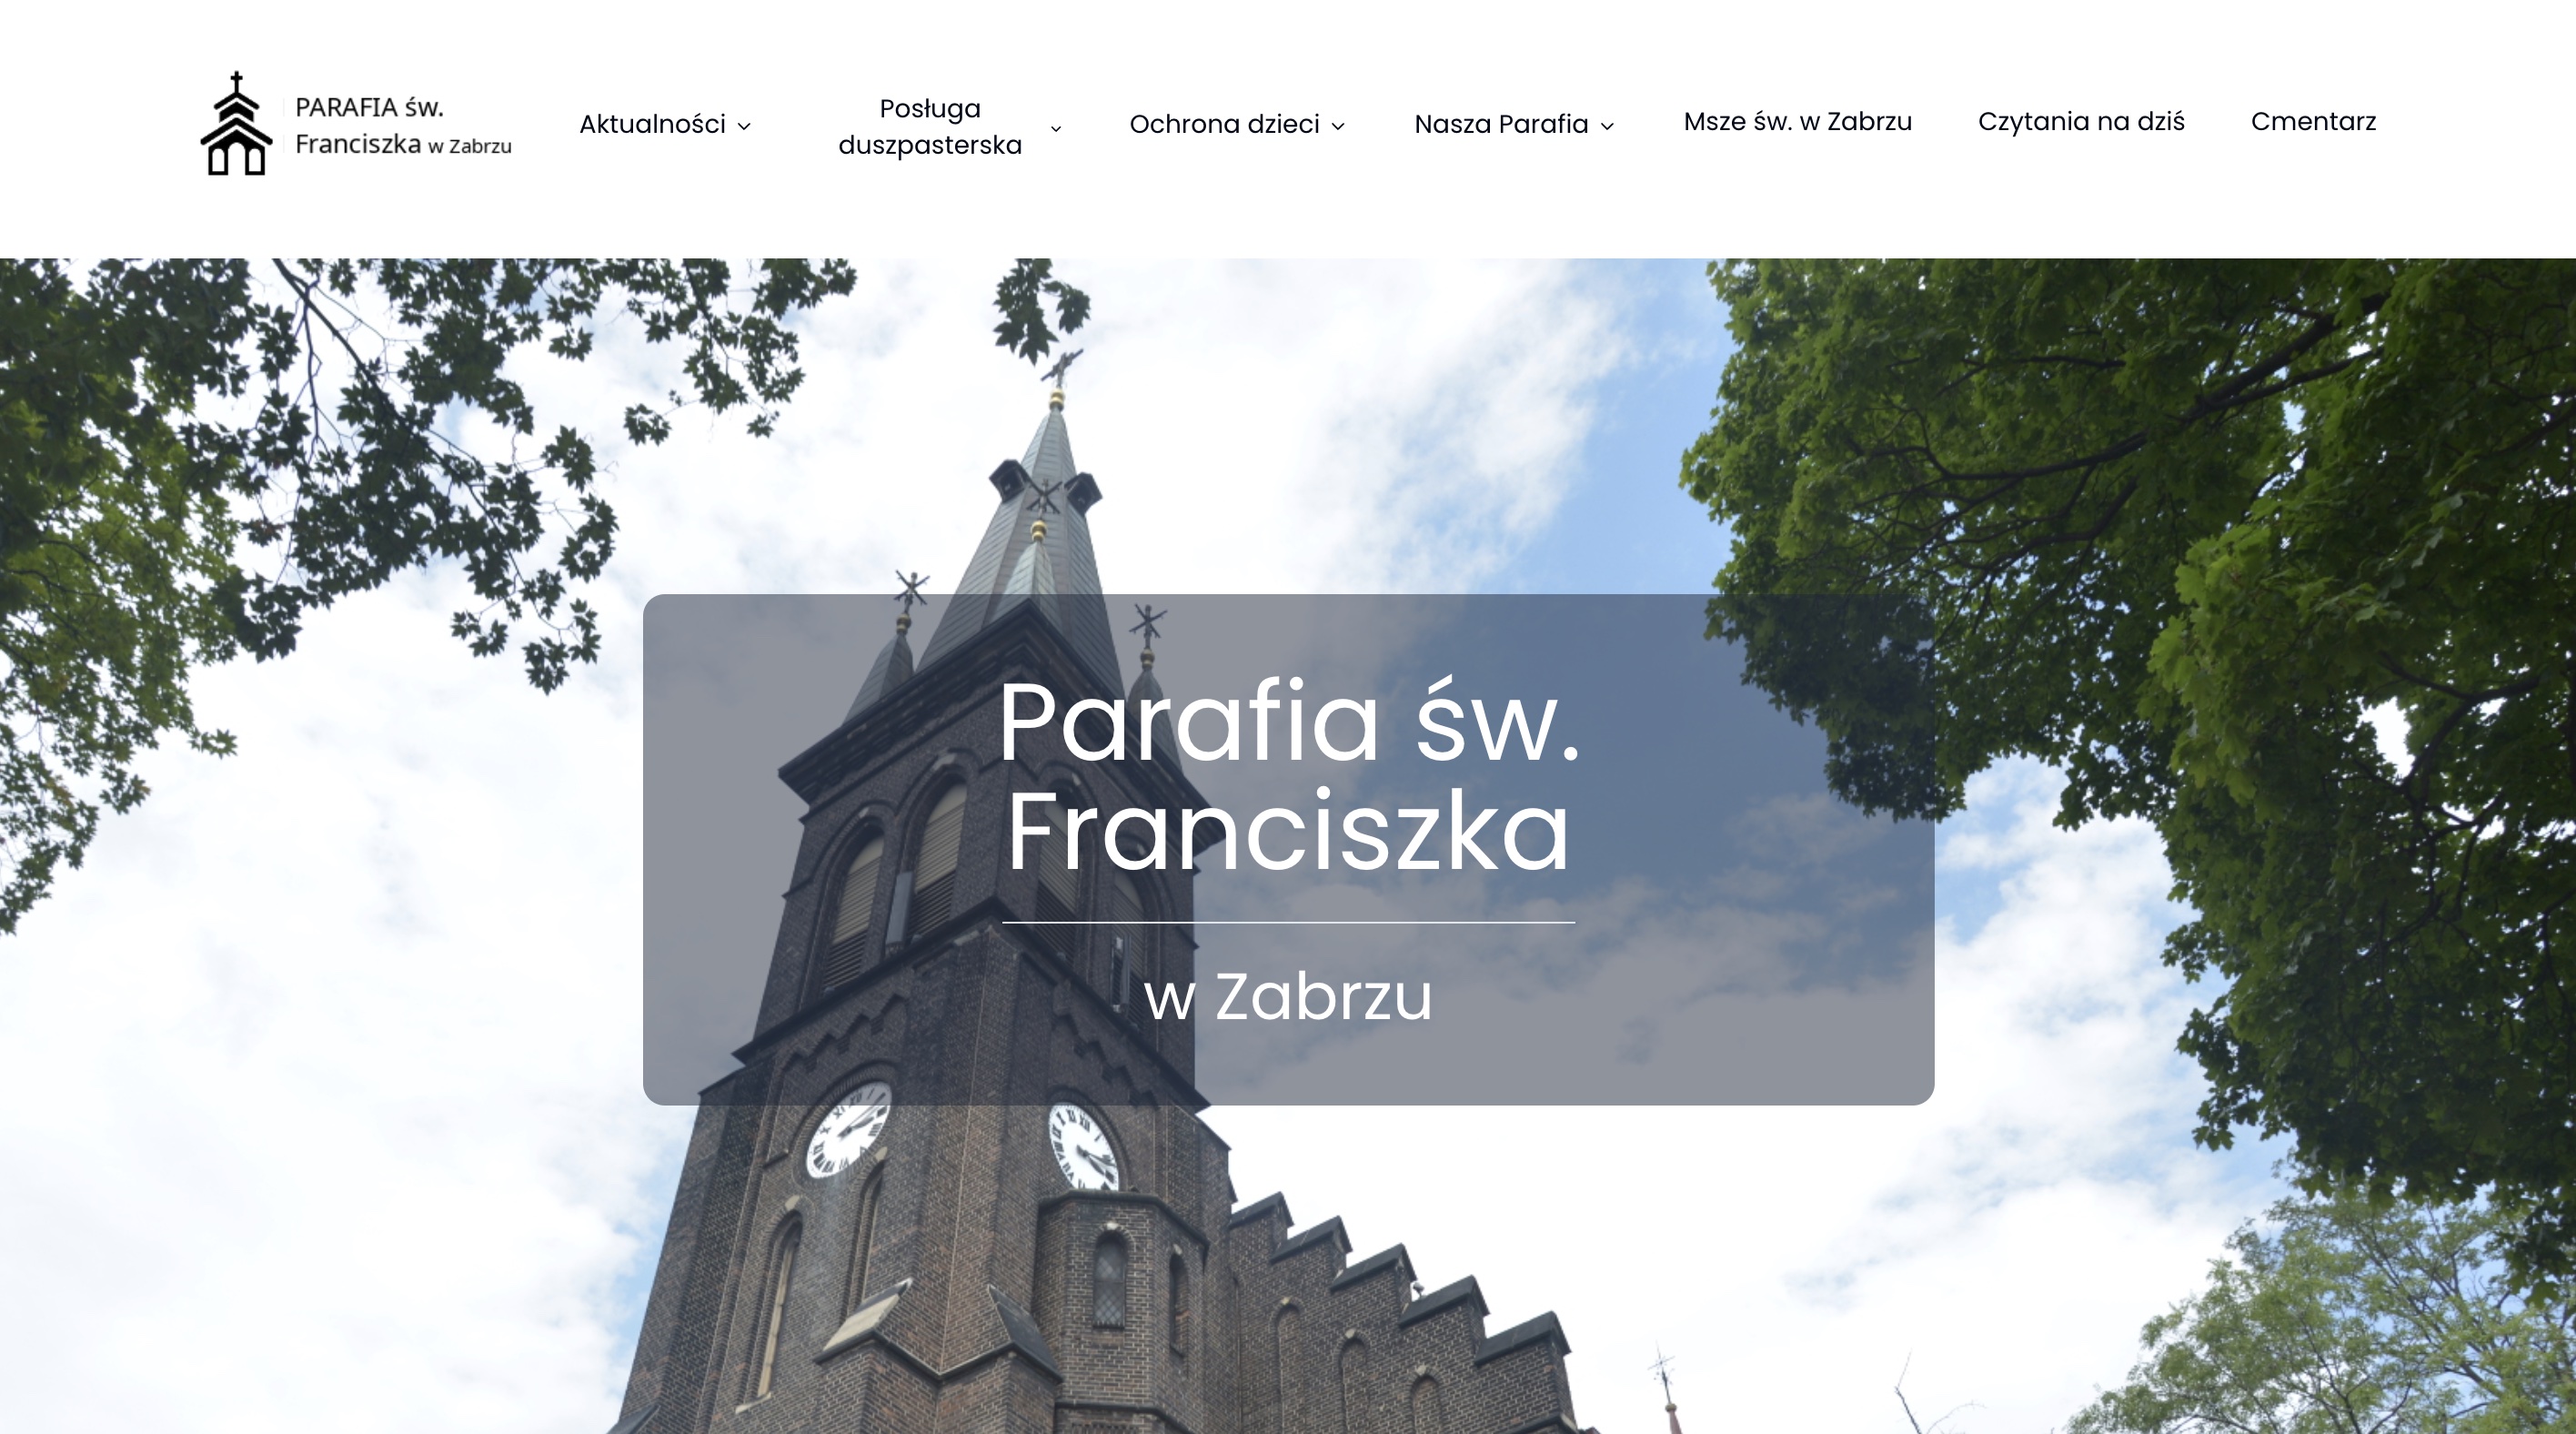 PARAFIA św.
Franciszka w Zabrzu
Aktualności
Posługa
duszpasterska
Ochrona dzieci
Nasza Parafia
Msze św. w Zabrzu
Czytania na dziś
Cmentarz
Parafia św.
Franciszka
w Zabrzu